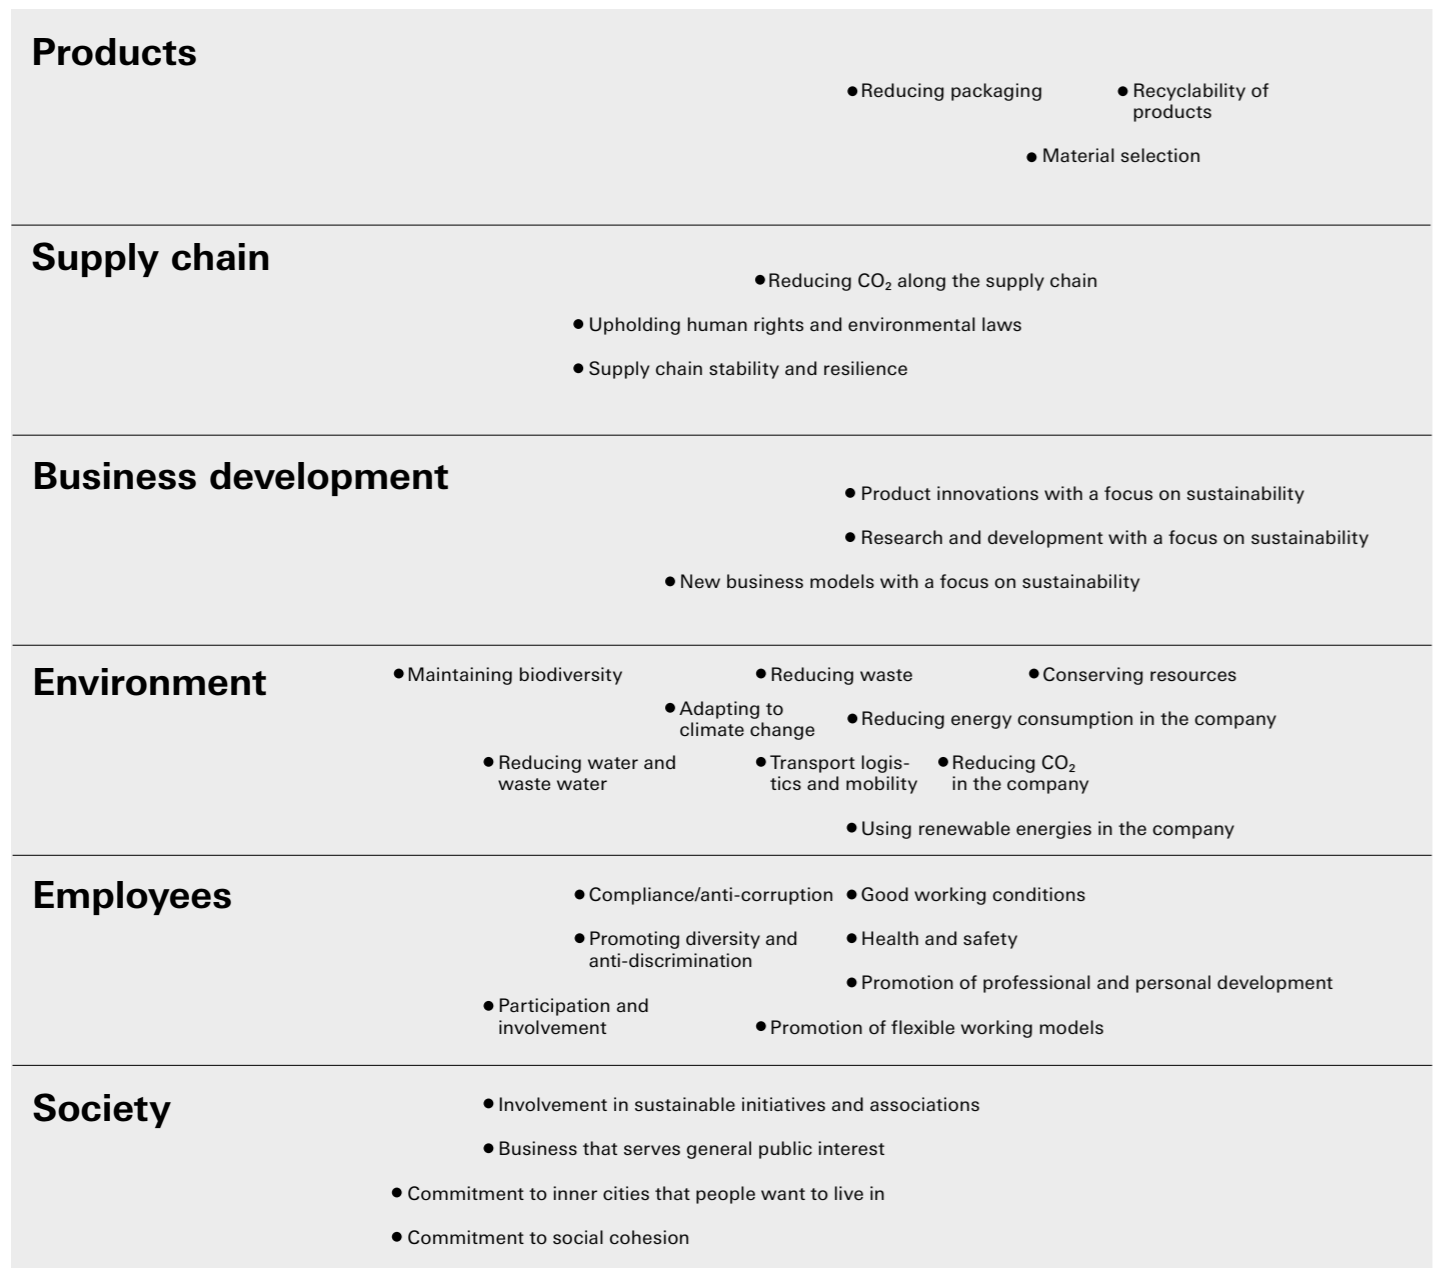 Products
Reducing packaging
Recyclability of
products
Material selection
Supply chain
Reducing CO₂ along the supply chain
Upholding human rights and environmental laws
Supply chain stability and resilience
Business development
Product innovations with a focus on sustainability
Research and development with a focus on sustainability
New business models with a focus on sustainability
Environment
Maintaining biodiversity
Reducing waste
Conserving resources
Adapting to
climate change
Reducing energy consumption in the company
Reducing water and
waste water
Transport logis-
tics and mobility
Reducing CO₂
in the company
Using renewable energies in the company
Employees
Compliance/anti-corruption
Good working conditions
Promoting diversity and
anti-discrimination
Health and safety
Promotion of professional and personal development
Participation and
involvement
Promotion of flexible working models
Society
Involvement in sustainable initiatives and associations
Business that serves general public interest
Commitment to inner cities that people want to live in
Commitment to social cohesion